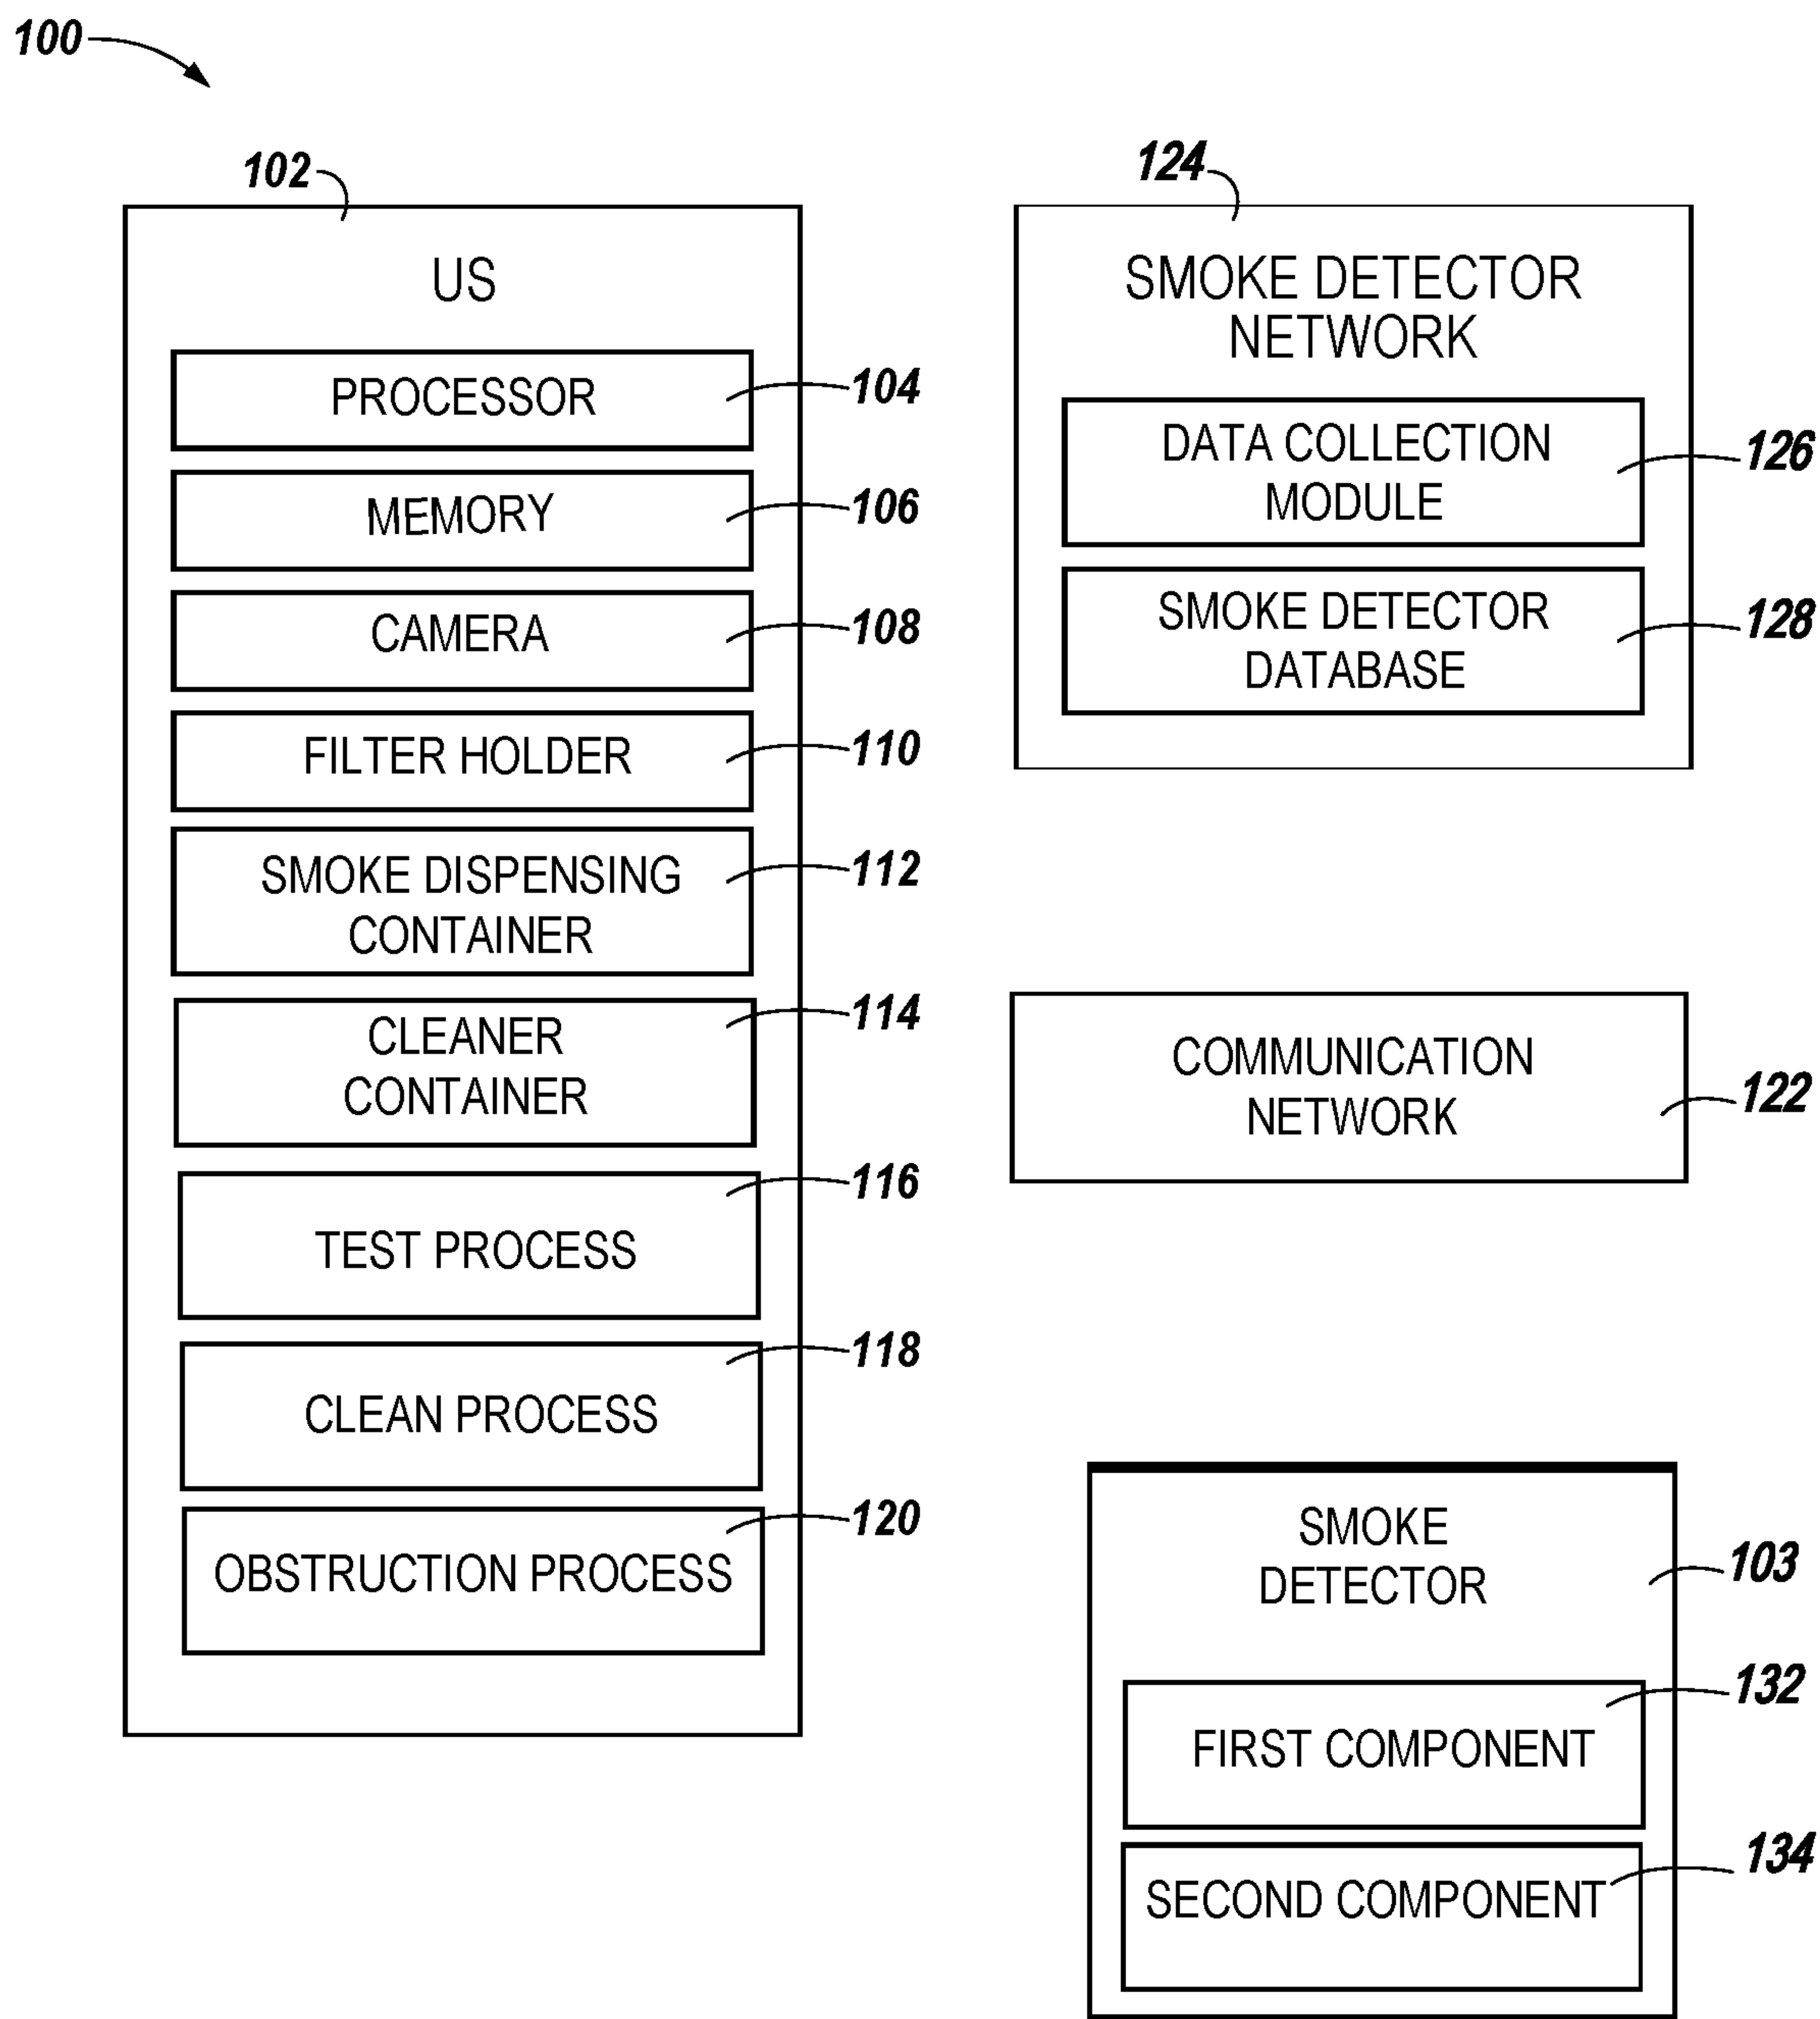 100
102
US
PROCESSOR
104
MEMORY
106
CAMERA
108
FILTER HOLDER
110
SMOKE DISPENSING
CONTAINER
112
CLEANER
CONTAINER
114
TEST PROCESS
116
CLEAN PROCESS
118
OBSTRUCTION PROCESS
120
124
SMOKE DETECTOR
NETWORK
DATA COLLECTION
MODULE
126
SMOKE DETECTOR
DATABASE
128
COMMUNICATION
NETWORK
122
SMOKE
DETECTOR
103
FIRST COMPONENT
132
SECOND COMPONENT
134